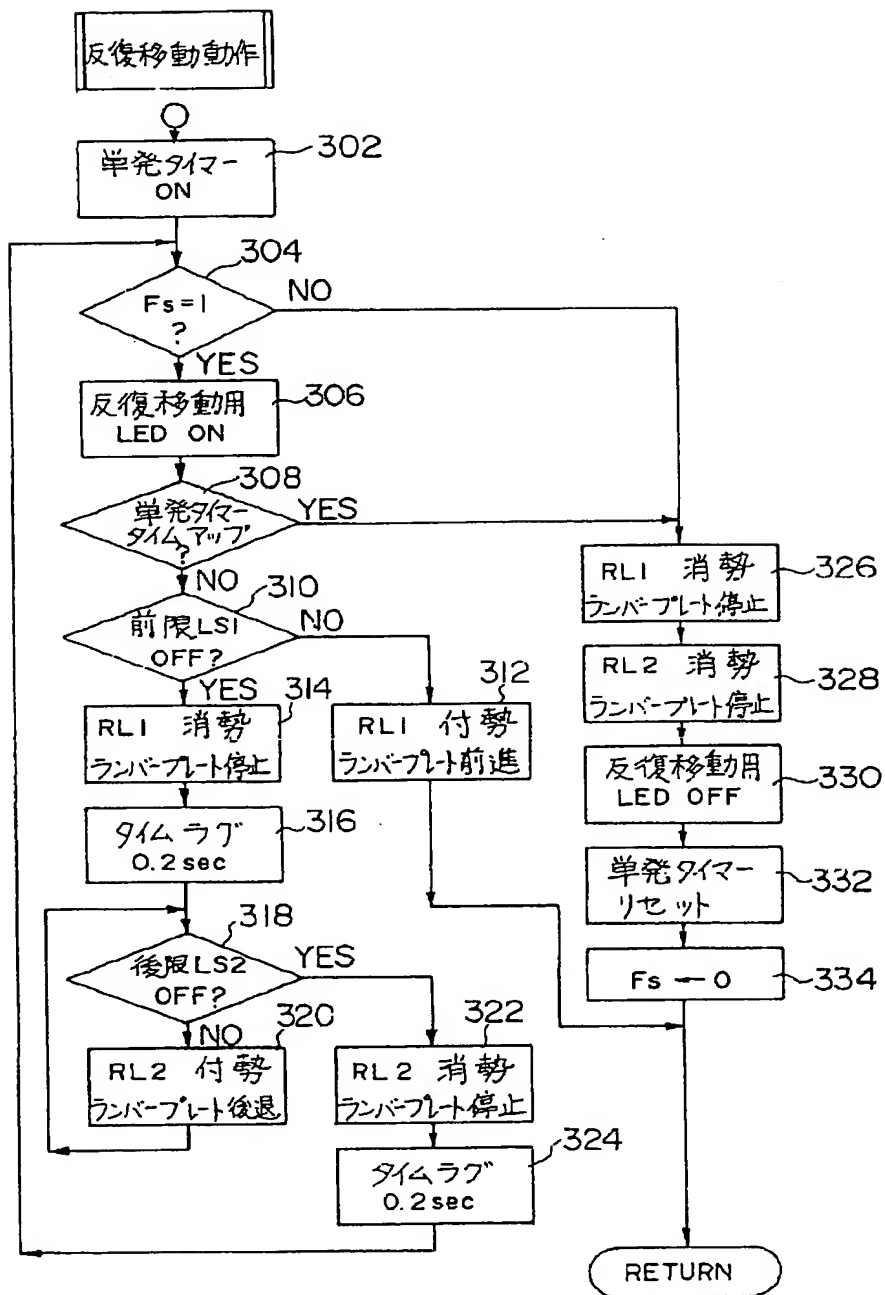 反復移動動作
302
単発タイマー
ON
304
Fs=1
?
NO
YES
306
反復移動用
LED ON
308
単発タイマー
タイムアップ
?
YES
NO
310
前限LS1
OFF?
NO
YES
314
RL1 消勢
ランバープレート停止
312
RL1 付勢
ランバープレート前進
316
タイムラグ
0.2sec
318
後限LS2
OFF?
YES
NO
320
RL2 付勢
ランバープレート後退
322
RL2 消勢
ランバープレート停止
324
タイムラグ
0.2sec
RL1 消勢
ランバープレート停止
326
RL2 消勢
ランバープレート停止
328
反復移動用
LED OFF
330
単発タイマー
リセット
332
Fs ← 0
334
RETURN